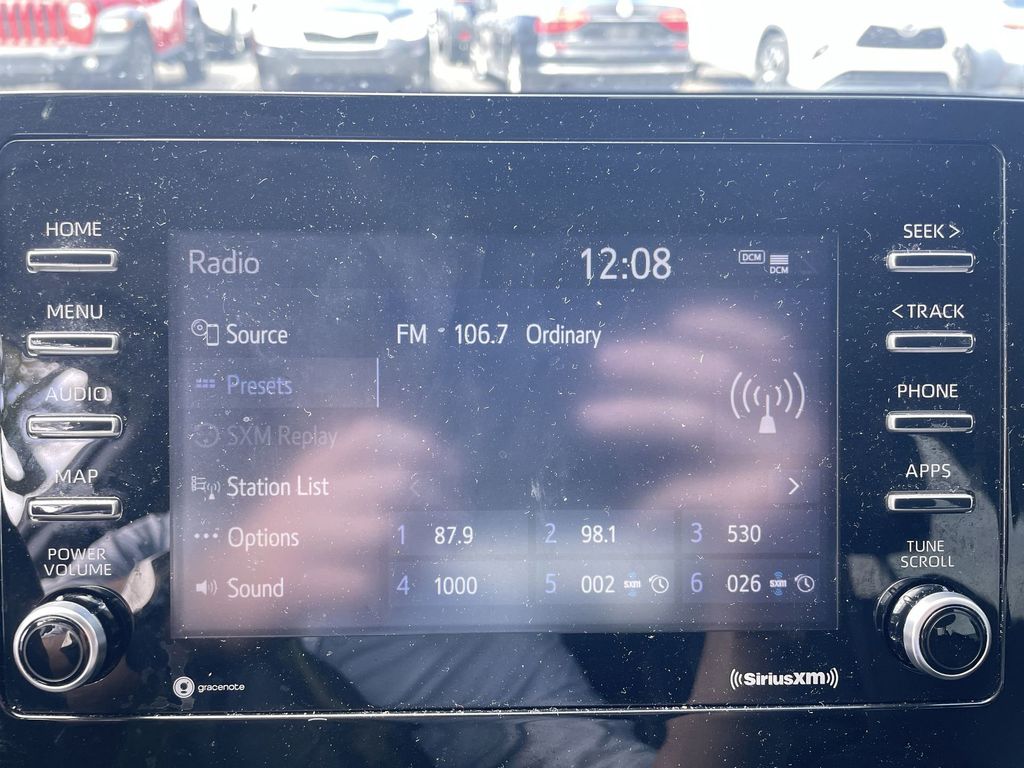 HOME
MENU
AUDIO
MAP
POWER
VOLUME
Radio
12:08
DCM
DCM
Source
FM 106.7 Ordinary
Presets
SXM Replay
Station List
Options
Sound
1 87.9 2 98.1 3 530
4 1000 5 002 sxm 6 026 sxm
SEEK >
< TRACK
PHONE
APPS
TUNE
SCROLL
gracenote
SiriusXM